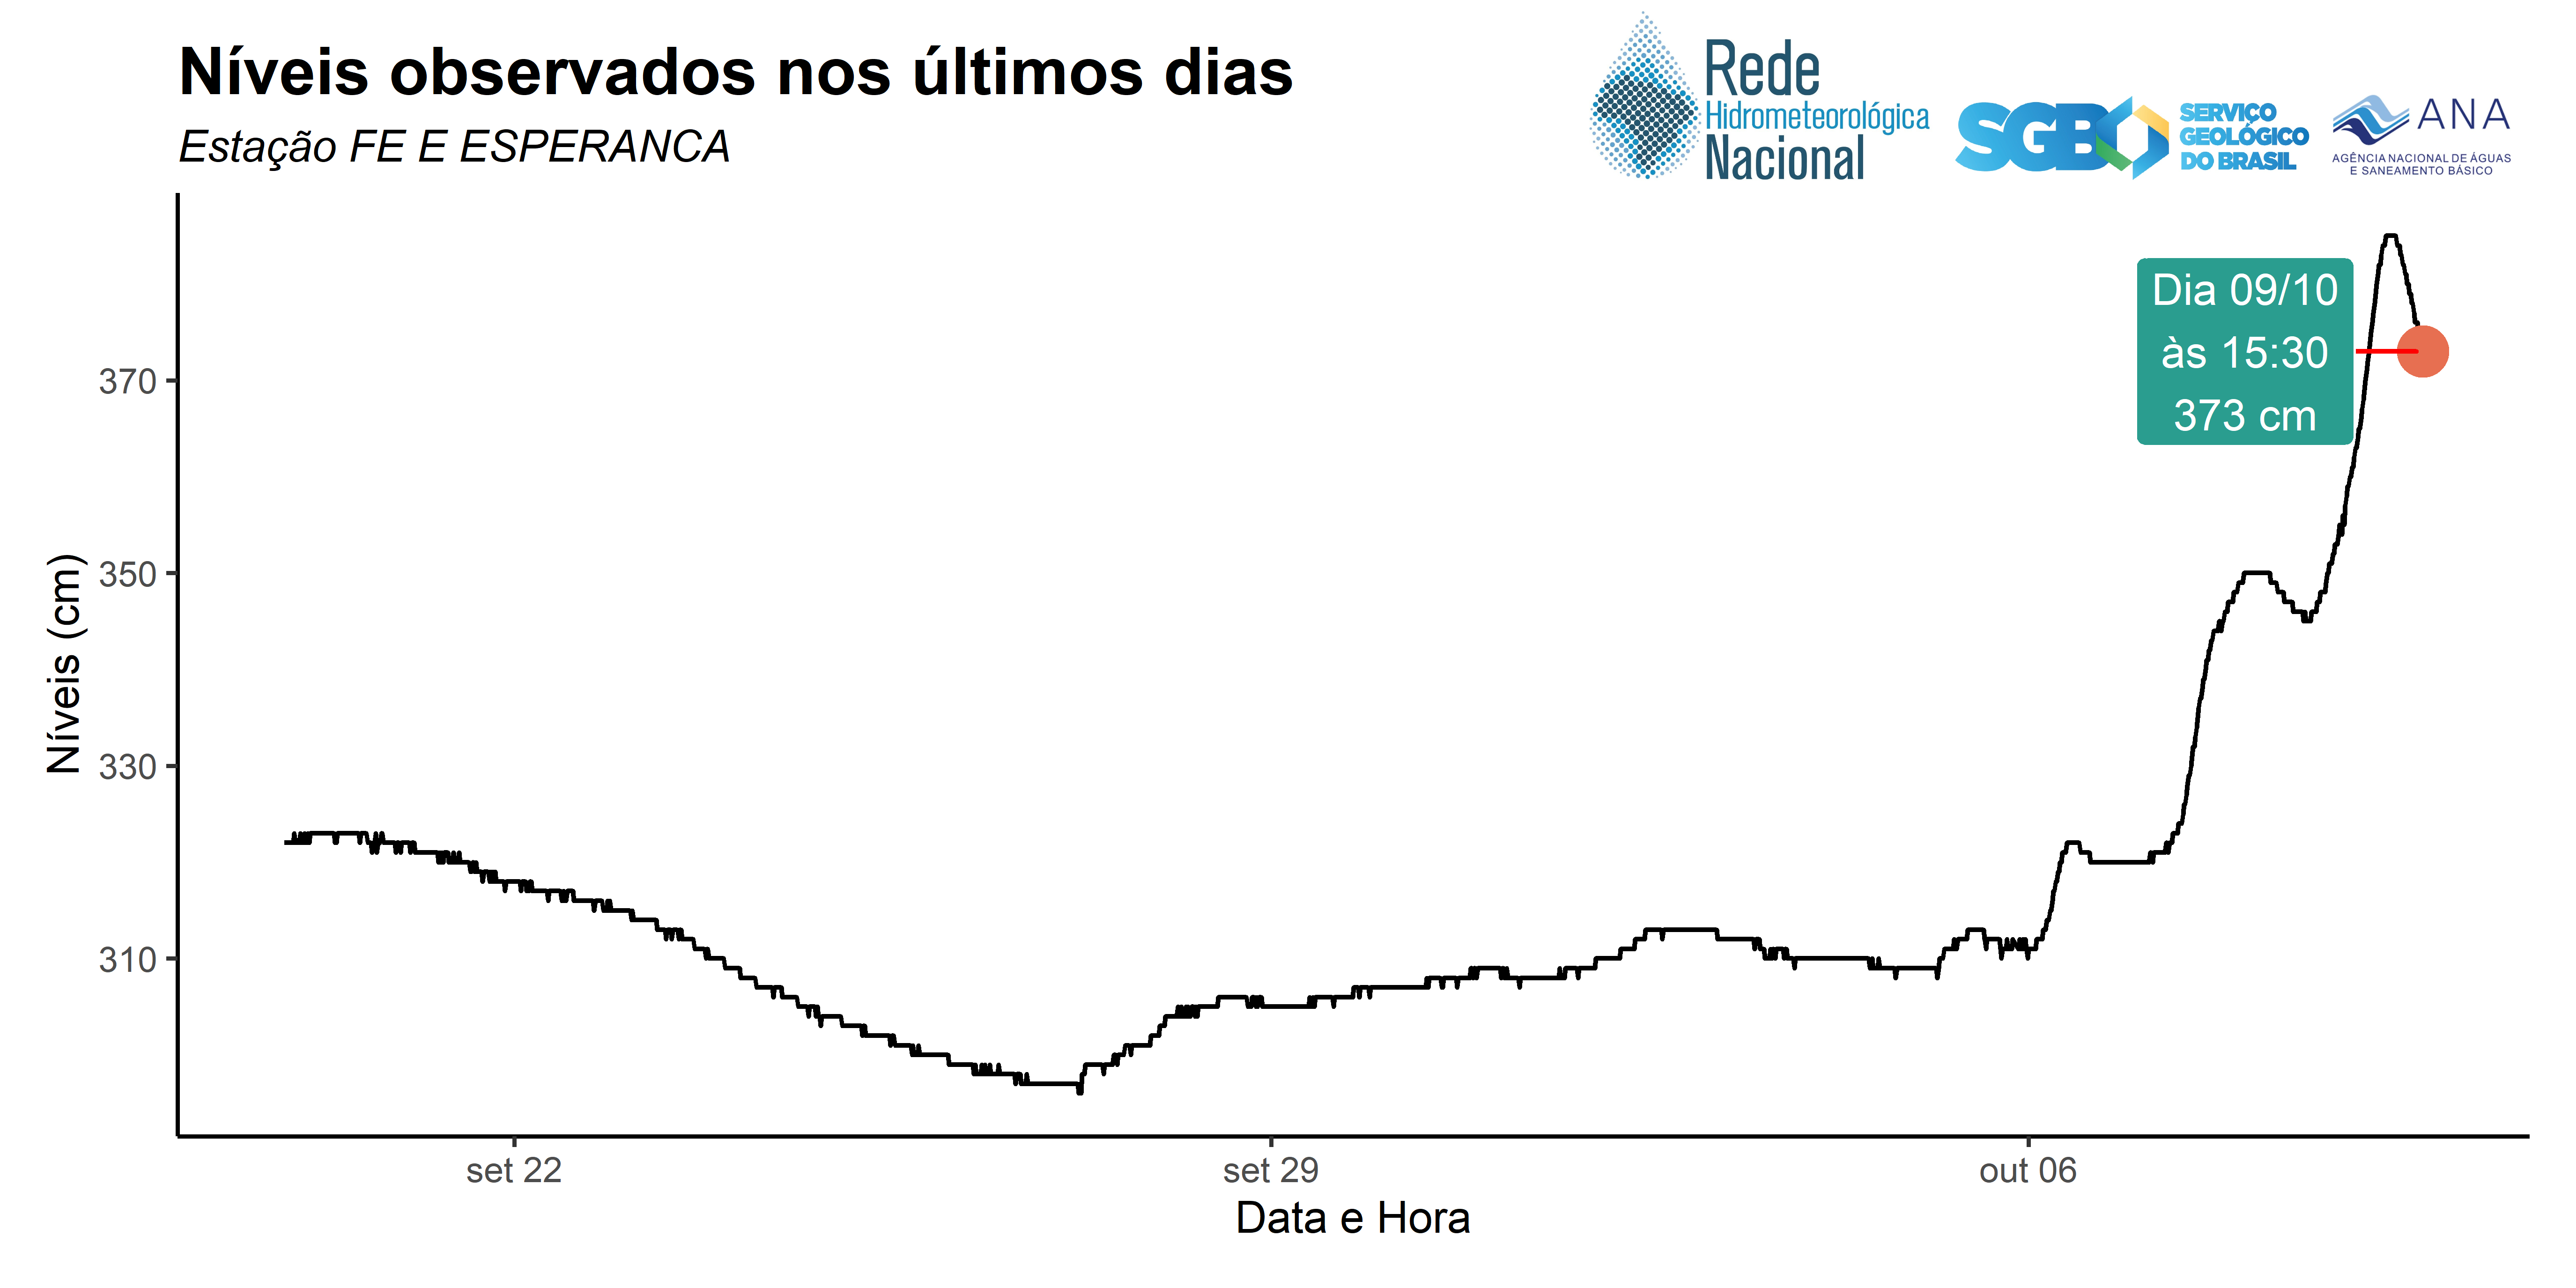 Níveis observados nos últimos dias
Estação FE E ESPERANCA
Rede
Hidrometeorológica
Nacional
SGB
SERVIÇO
GEOLÓGICO
DO BRASIL
ANA
AGÊNCIA NACIONAL DE ÁGUAS
E SANEAMENTO BÁSICO
Dia 09/10
às 15:30
373 cm
Níveis (cm)
370
350
330
310
set 22
set 29
out 06
Data e Hora